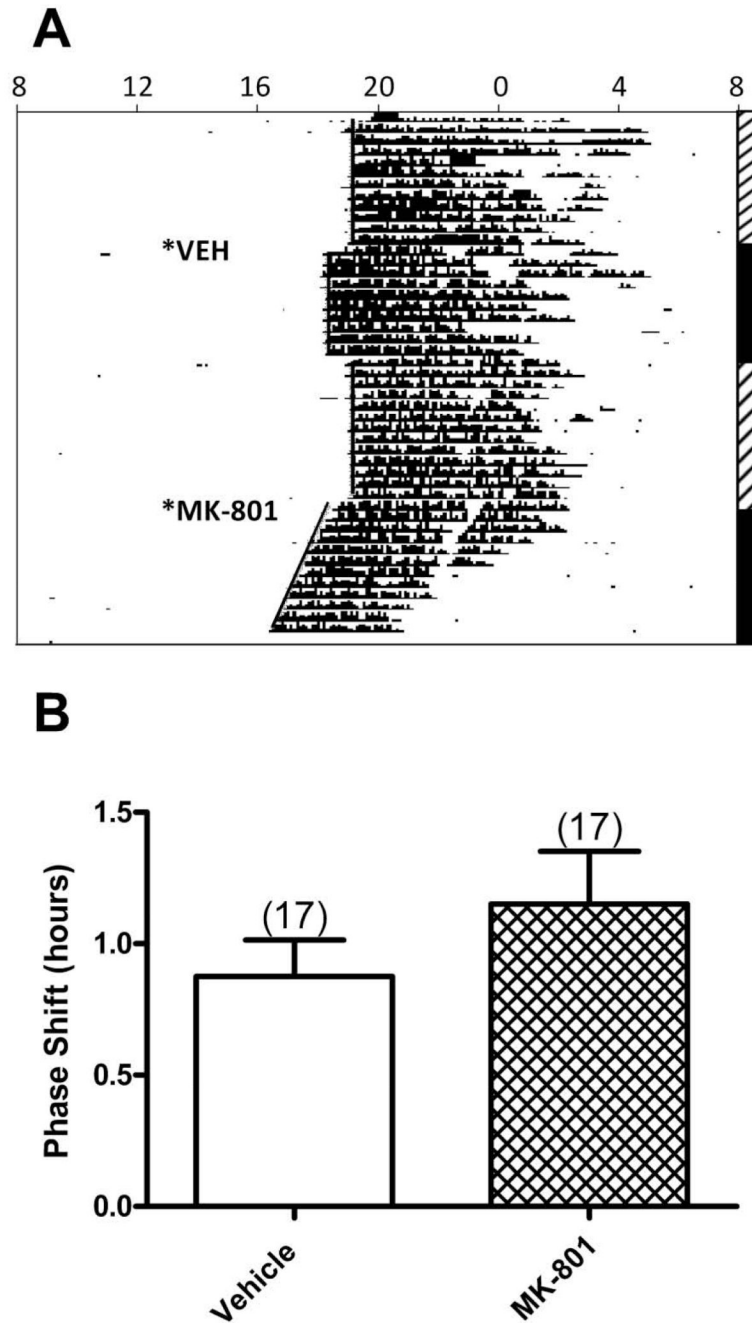 A
8 12 16 20 0 4 8
*VEH
*MK-801
B
1.5
(17)
(17)
1.0
0.5
0.0
Phase Shift (hours)
Vehicle
MK-801